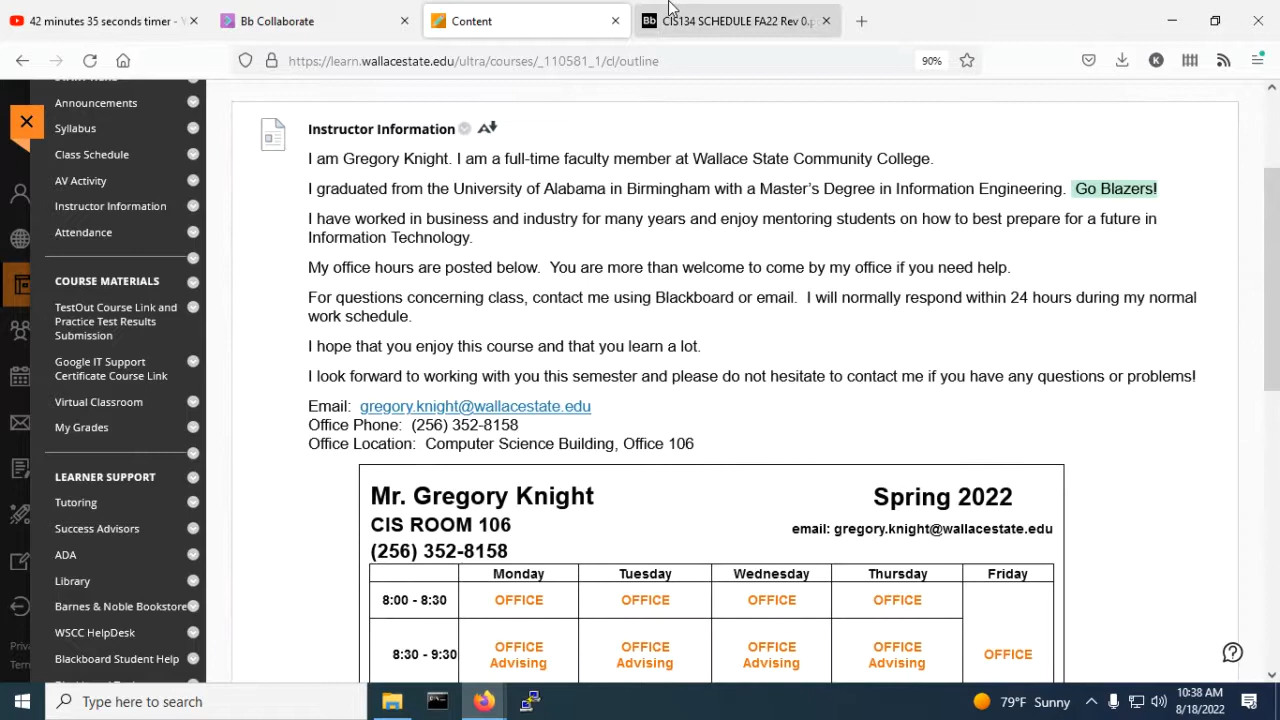 42 minutes 35 seconds timer - Y
Bb Collaborate
Content
Bb CIS134 SCHEDULE FA22 Rev 0.p
https://learn.wallacestate.edu/ultra/courses/_110581_1/cl/outline
90%
K
Announcements
Syllabus
Class Schedule
AV Activity
Instructor Information
Attendance
COURSE MATERIALS
TestOut Course Link and
Practice Test Results
Submission
Google IT Support
Certificate Course Link
Virtual Classroom
My Grades
LEARNER SUPPORT
Tutoring
Success Advisors
ADA
Library
Barnes & Noble Bookstore
WSCC HelpDesk
Blackboard Student Help
Priva
Term
Instructor Information
I am Gregory Knight. I am a full-time faculty member at Wallace State Community College.
I graduated from the University of Alabama in Birmingham with a Master's Degree in Information Engineering. Go Blazers!
I have worked in business and industry for many years and enjoy mentoring students on how to best prepare for a future in
Information Technology.
My office hours are posted below. You are more than welcome to come by my office if you need help.
For questions concerning class, contact me using Blackboard or email. I will normally respond within 24 hours during my normal
work schedule.
I hope that you enjoy this course and that you learn a lot.
I look forward to working with you this semester and please do not hesitate to contact me if you have any questions or problems!
Email: gregory.knight@wallacestate.edu
Office Phone: (256) 352-8158
Office Location: Computer Science Building, Office 106
Mr. Gregory Knight
Spring 2022
CIS ROOM 106
email: gregory.knight@wallacestate.edu
(256) 352-8158
Monday Tuesday Wednesday Thursday Friday
8:00 - 8:30 OFFICE OFFICE OFFICE OFFICE
8:30 - 9:30 OFFICE Advising OFFICE Advising OFFICE Advising OFFICE Advising OFFICE
Type here to search
79°F Sunny
10:38 AM
8/18/2022